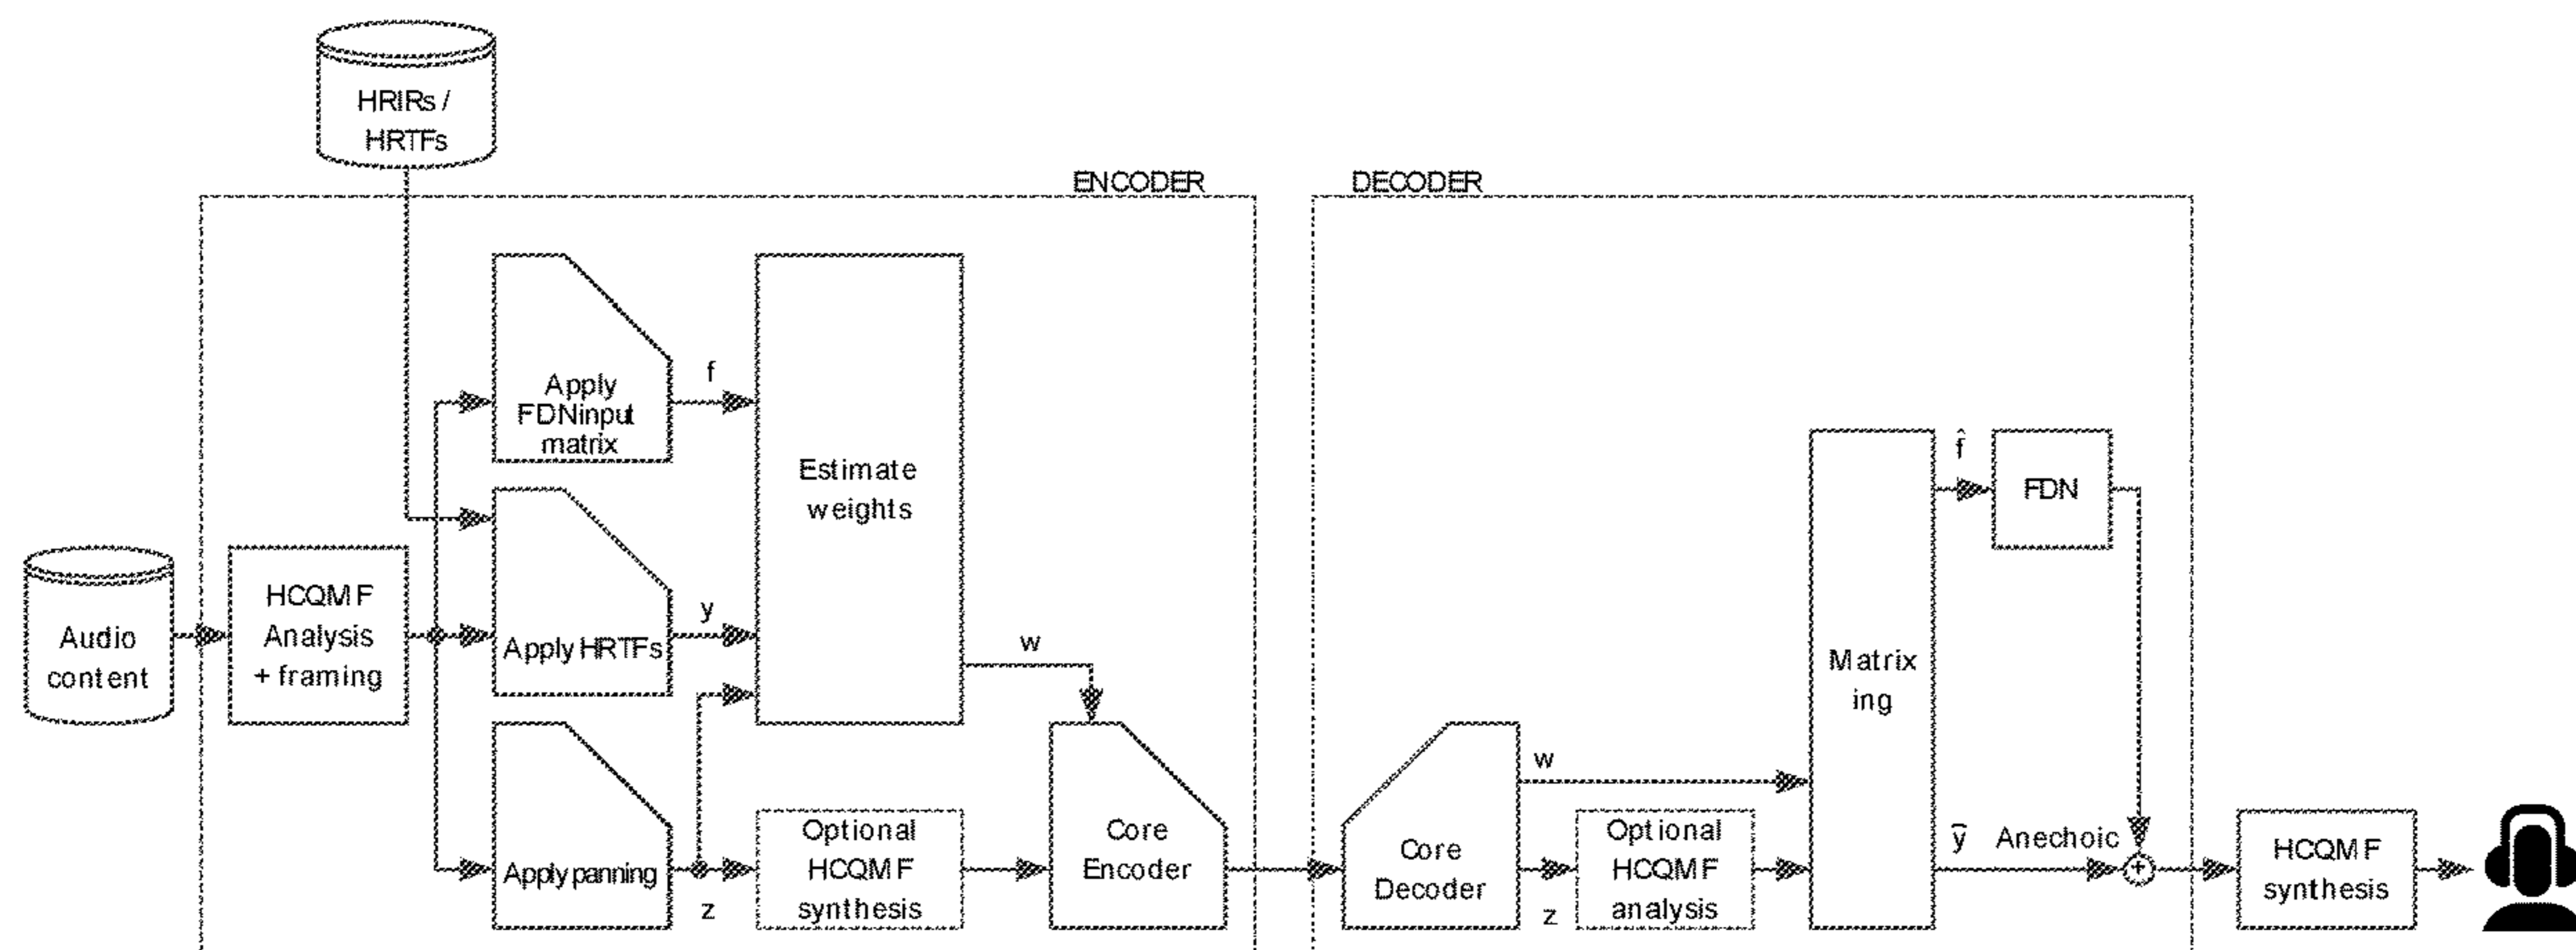 HRIRs /
HRTFs
ENCODER
DECODER
Audio
content
HCQMF
Analysis
+ framing
Apply
FDNinput
matrix
f
Apply HRTFs
y
Apply panning
z
Estimate
weights
w
Optional
HCQMF
synthesis
Core
Encoder
Core
Decoder
w
z
Optional
HCQMF
analysis
Matrix
ing
f̂
FDN
ȳ Anechoic
+
HCQMF
synthesis